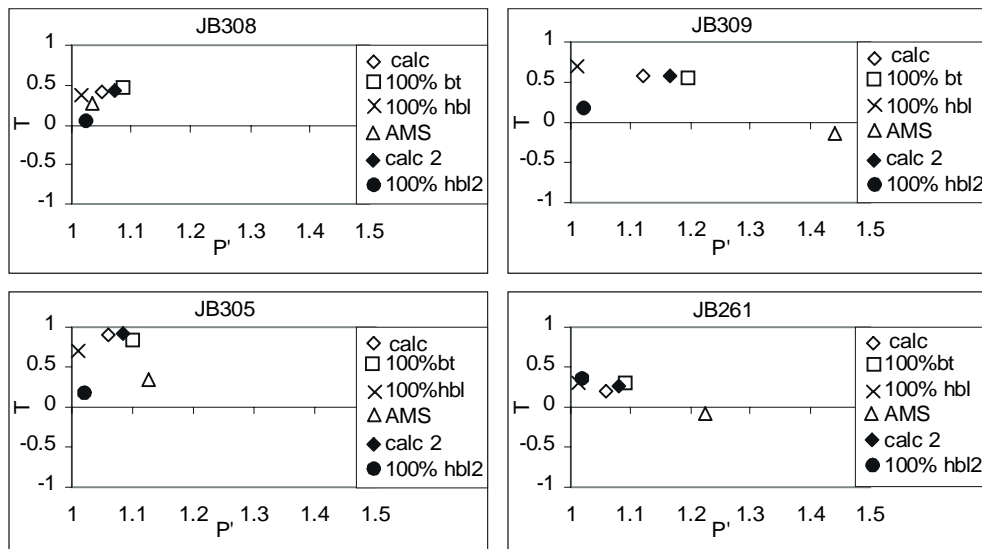 JB308
1
0.5
0
-0.5
-1
T
1 1.1 1.2 1.3 1.4 1.5
P'
calc
100% bt
100% hbl
AMS
calc 2
100% hbl2
JB309
1
0.5
0
-0.5
-1
T
1 1.1 1.2 1.3 1.4 1.5
P'
calc
100% bt
100% hbl
AMS
calc 2
100% hbl2
JB305
1
0.5
0
-0.5
-1
T
1 1.1 1.2 1.3 1.4 1.5
P'
calc
100%bt
100%hbl
AMS
calc 2
100% hbl2
JB261
1
0.5
0
-0.5
-1
T
1 1.1 1.2 1.3 1.4 1.5
P'
calc
100%bt
100% hbl
AMS
calc 2
100% hbl2